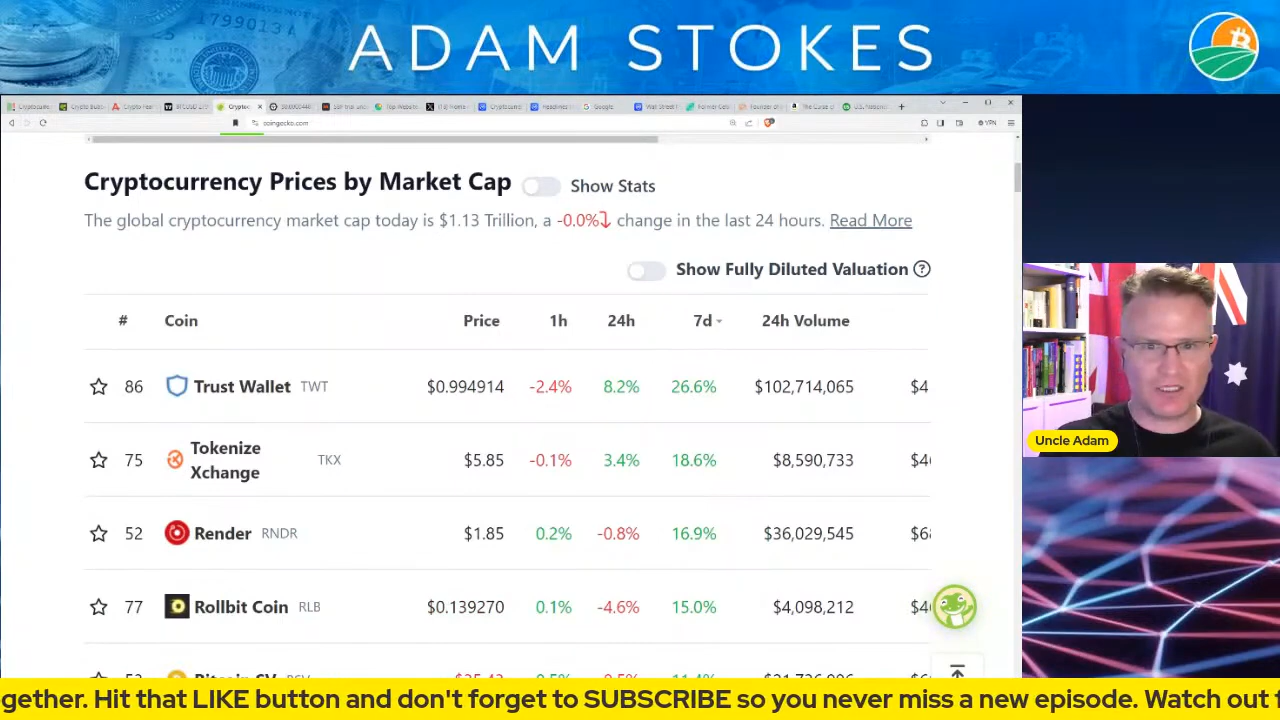 ADAM STOKES
coingecko.com
VPN
Cryptocurrency Prices by Market Cap
Show Stats
The global cryptocurrency market cap today is $1.13 Trillion, a -0.0% change in the last 24 hours. Read More
Show Fully Diluted Valuation
# Coin Price 1h 24h 7d 24h Volume
86 Trust Wallet TWT $0.994914 -2.4% 8.2% 26.6% $102,714,065 $4
75 Tokenize Xchange TKX $5.85 -0.1% 3.4% 18.6% $8,590,733
52 Render RNDR $1.85 0.2% -0.8% 16.9% $36,029,545
77 Rollbit Coin RLB $0.139270 0.1% -4.6% 15.0% $4,098,212
Uncle Adam
gether. Hit that LIKE button and don't forget to SUBSCRIBE so you never miss a new episode. Watch out